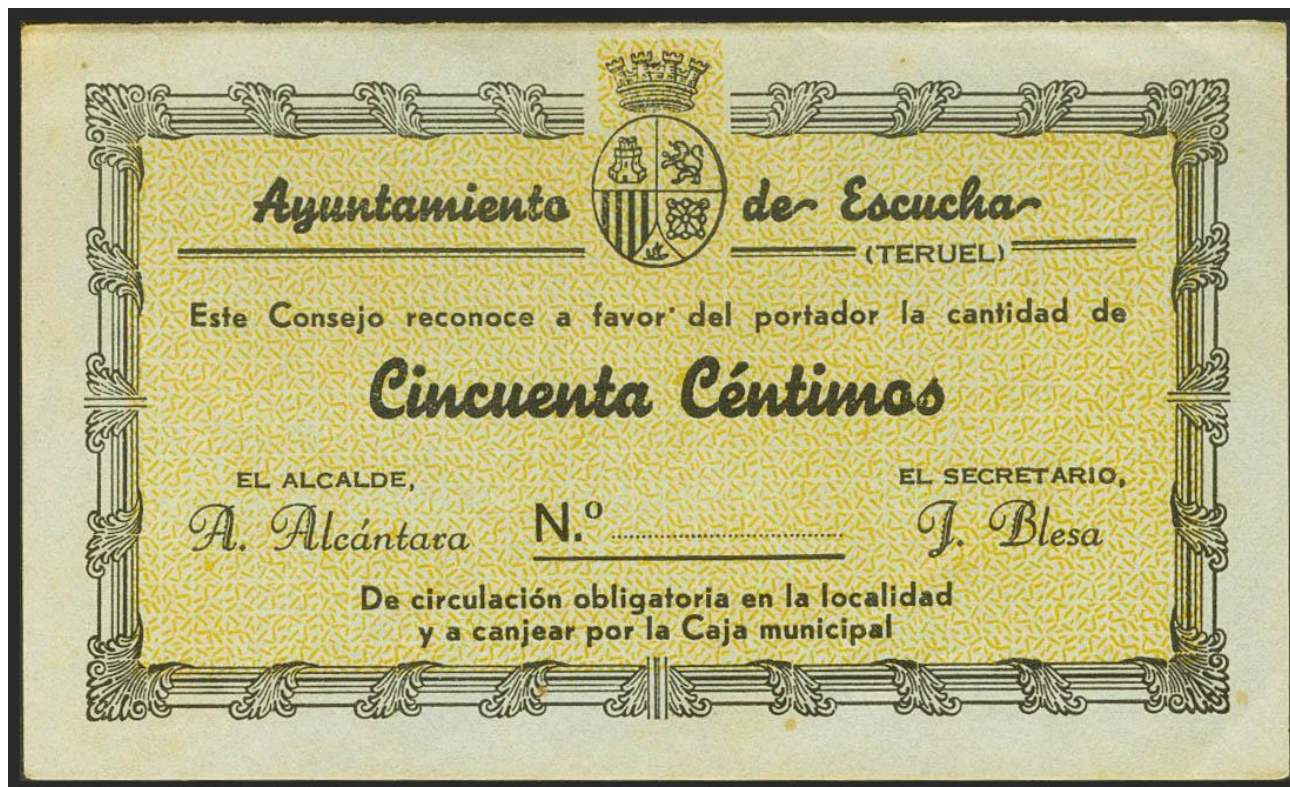 Ayuntamiento de Escucha
(TERUEL)
Este Consejo reconoce a favor del portador la cantidad de
Cincuenta Céntimos
EL ALCALDE,
A. Alcántara
N.º
EL SECRETARIO,
J. Blesa
De circulación obligatoria en la localidad
y a canjear por la Caja municipal